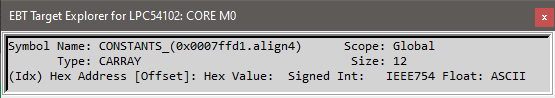 EBT Target Explorer for LPC54102: CORE M0
Symbol Name: CONSTANTS_(0x0007ffd1.align4) Scope: Global
Type: CARRAY Size: 12
(Idx) Hex Address [Offset]: Hex Value: Signed Int: IEEE754 Float: ASCII